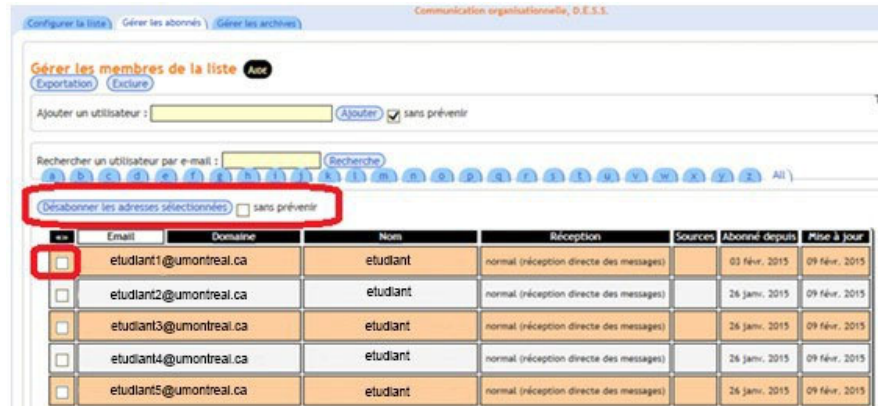 Communication organisationnelle, D.E.S.S.
Configurer la liste Gérer les abonnés Gérer les archives
Gérer les membres de la liste AIDE
Exportation Exclure
Ajouter un utilisateur : Ajouter sans prévenir
Rechercher un utilisateur par e-mail : Recherche
a b c d e f g h i j k l m n o p q r s t u v w x y z All
Désabonner les adresses sélectionnées sans prévenir
Email Domaine Nom Réception Sources Abonné depuis Mise à jour
etudiant1@umontreal.ca etudiant normal (réception directe des messages) 03 févr. 2015 09 févr. 2015
etudiant2@umontreal.ca etudiant normal (réception directe des messages) 26 janv. 2015 09 févr. 2015
etudiant3@umontreal.ca etudiant normal (réception directe des messages) 26 janv. 2015 09 févr. 2015
etudiant4@umontreal.ca etudiant normal (réception directe des messages) 26 janv. 2015 09 févr. 2015
etudiant5@umontreal.ca etudiant normal (réception directe des messages) 26 janv. 2015 09 févr. 2015